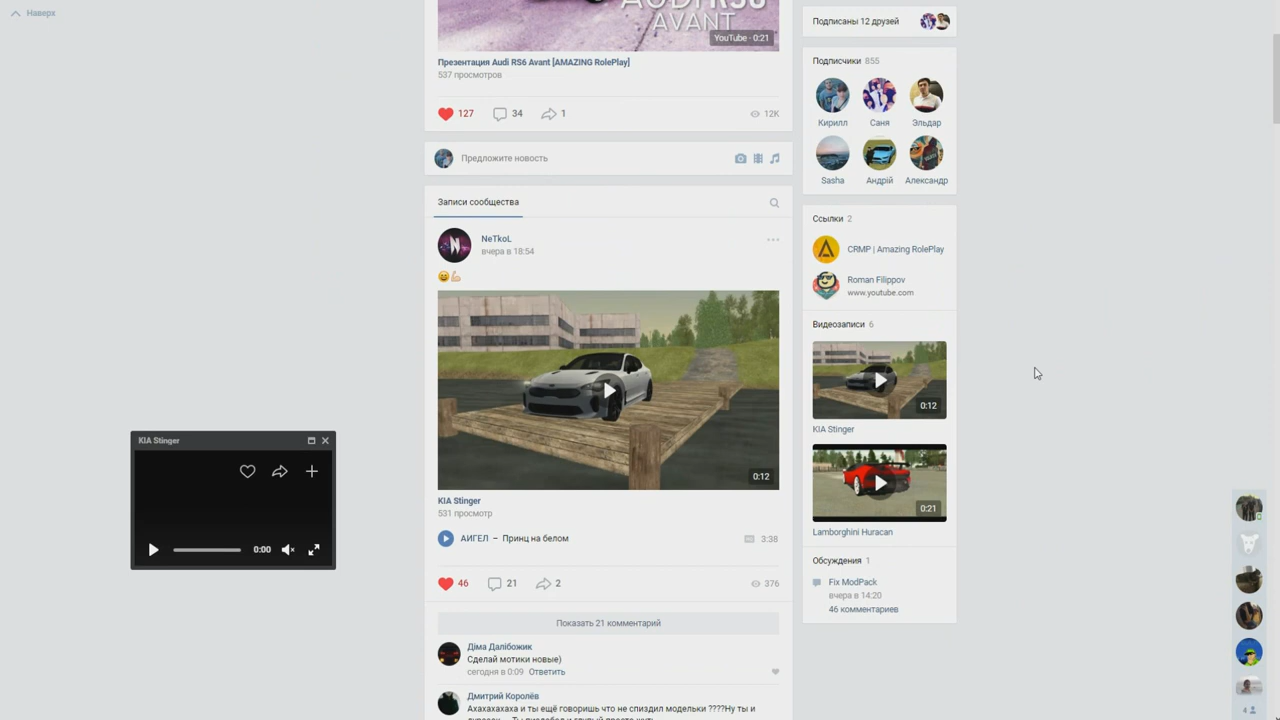 Наверх
AUDI RS6
AVANT
YouTube · 0:21
Презентация Audi RS6 Avant [AMAZING RolePlay]
537 просмотров
127
34
1
12K
Предложите новость
Записи сообщества
NeTkoL
вчера в 18:54
KIA Stinger
0:00
0:12
KIA Stinger
531 просмотр
АИГЕЛ – Принц на белом
3:38
46
21
2
376
Показать 21 комментарий
Діма Далібожик
Сделай мотики новые)
сегодня в 0:09 Ответить
Дмитрий Королёв
Ахахахахаха и ты ещё говоришь что не спиздил модельки ????Ну ты и
Подписаны 12 друзей
Подписчики 855
Кирилл
Саня
Эльдар
Sasha
Андрій
Александр
Ссылки 2
CRMP | Amazing RolePlay
Roman Filippov
www.youtube.com
Видеозаписи 6
0:12
KIA Stinger
0:21
Lamborghini Huracan
Обсуждения 1
Fix ModPack
вчера в 14:20
46 комментариев
4